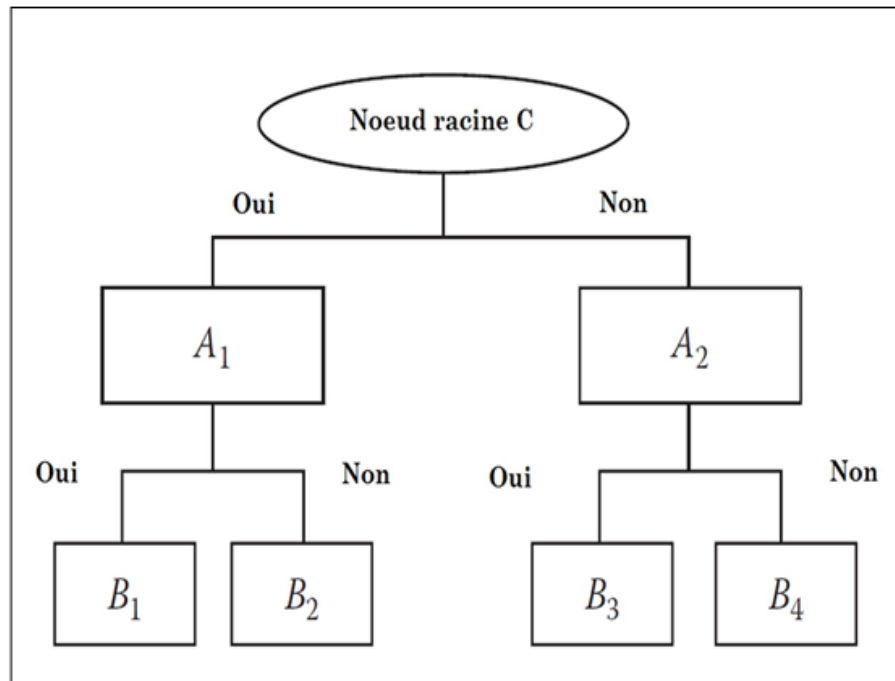 Noeud racine C
Oui Non
A₁ A₂
Oui Non Oui Non
B₁ B₂ B₃ B₄